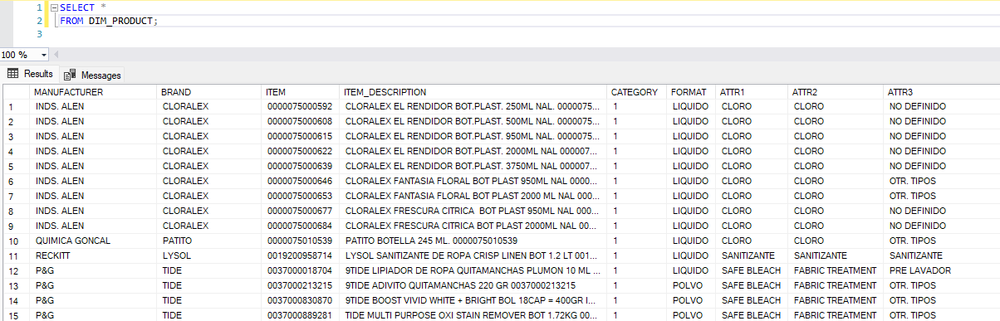 1 SELECT *
2 FROM DIM_PRODUCT;
3
100 %
Results Messages
MANUFACTURER BRAND ITEM ITEM_DESCRIPTION CATEGORY FORMAT ATTR1 ATTR2 ATTR3
1 INDS. ALEN CLORALEX 0000075000592 CLORALEX EL RENDIDOR BOT.PLAST. 250ML NAL. 0000075... 1 LIQUIDO CLORO CLORO NO DEFINIDO
2 INDS. ALEN CLORALEX 0000075000608 CLORALEX EL RENDIDOR BOT.PLAST. 500ML NAL. 0000075... 1 LIQUIDO CLORO CLORO NO DEFINIDO
3 INDS. ALEN CLORALEX 0000075000615 CLORALEX EL RENDIDOR BOT.PLAST. 950ML NAL. 0000075... 1 LIQUIDO CLORO CLORO NO DEFINIDO
4 INDS. ALEN CLORALEX 0000075000622 CLORALEX EL RENDIDOR BOT.PLAST. 2000ML NAL 000007... 1 LIQUIDO CLORO CLORO NO DEFINIDO
5 INDS. ALEN CLORALEX 0000075000639 CLORALEX EL RENDIDOR BOT.PLAST. 3750ML NAL 000007... 1 LIQUIDO CLORO CLORO NO DEFINIDO
6 INDS. ALEN CLORALEX 0000075000646 CLORALEX FANTASIA FLORAL BOT PLAST 950ML NAL 0000... 1 LIQUIDO CLORO CLORO OTR. TIPOS
7 INDS. ALEN CLORALEX 0000075000653 CLORALEX FANTASIA FLORAL BOT PLAST 2000 ML NAL 000... 1 LIQUIDO CLORO CLORO OTR. TIPOS
8 INDS. ALEN CLORALEX 0000075000677 CLORALEX FRESCURA CITRICA BOT PLAST 950ML NAL 000... 1 LIQUIDO CLORO CLORO NO DEFINIDO
9 INDS. ALEN CLORALEX 0000075000684 CLORALEX FRESCURA CITRICA BOT PLAST 2000ML NAL 00... 1 LIQUIDO CLORO CLORO NO DEFINIDO
10 QUIMICA GONCAL PATITO 0000075010539 PATITO BOTELLA 245 ML. 0000075010539 1 LIQUIDO CLORO CLORO OTR. TIPOS
11 RECKITT LYSOL 0019200958714 LYSOL SANITIZANTE DE ROPA CRISP LINEN BOT 1.2 LT 001... 1 LIQUIDO SANITIZANTE SANITIZANTE SANITIZANTE
12 P&G TIDE 0037000018704 9TIDE LIPIADOR DE ROPA QUITAMANCHAS PLUMON 10 ML ... 1 LIQUIDO SAFE BLEACH FABRIC TREATMENT PRE LAVADOR
13 P&G TIDE 0037000213215 9TIDE ADIVITO QUITAMANCHAS 220 GR 0037000213215 1 POLVO SAFE BLEACH FABRIC TREATMENT OTR. TIPOS
14 P&G TIDE 0037000830870 9TIDE BOOST VIVID WHITE + BRIGHT BOL 18CAP = 400GR I... 1 POLVO SAFE BLEACH FABRIC TREATMENT OTR. TIPOS
15 P&G TIDE 0037000889281 TIDE MULTI PURPOSE OXI STAIN REMOVER BOT 1.72KG 00... 1 POLVO SAFE BLEACH FABRIC TREATMENT OTR. TIPOS